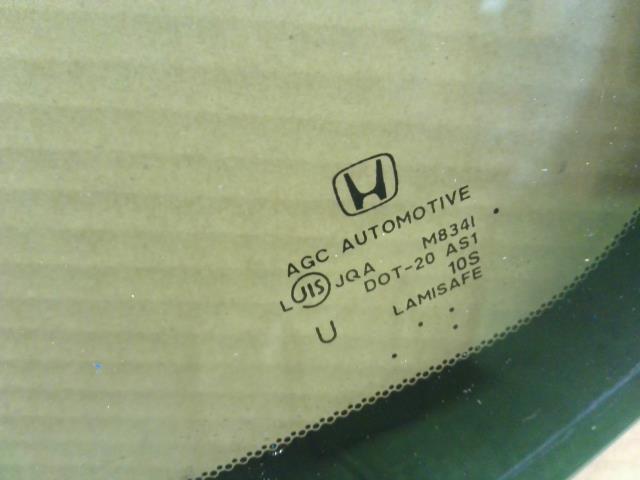 AGC AUTOMOTIVE
L JIS JQA M834I
DOT-20 AS1
10S
U LAMISAFE